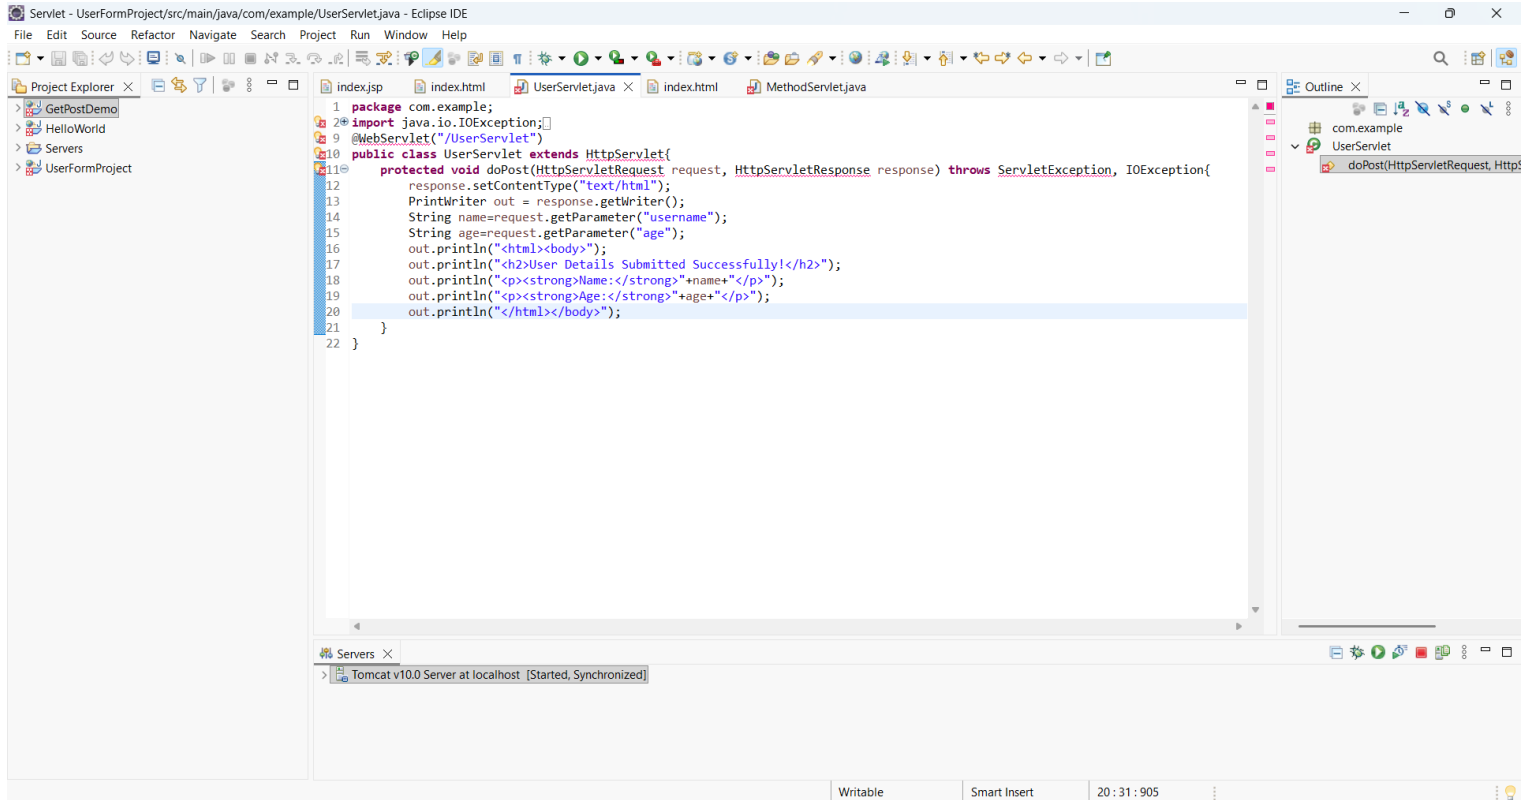 Servlet - UserFormProject/src/main/java/com/example/UserServlet.java - Eclipse IDE
File Edit Source Refactor Navigate Search Project Run Window Help
Project Explorer
GetPostDemo
HelloWorld
Servers
UserFormProject
index.jsp index.html UserServlet.java index.html MethodServlet.java
1 package com.example;
2 import java.io.IOException;
9 @WebServlet("/UserServlet")
10 public class UserServlet extends HttpServlet{
11 protected void doPost(HttpServletRequest request, HttpServletResponse response) throws ServletException, IOException{
12 response.setContentType("text/html");
13 PrintWriter out = response.getWriter();
14 String name=request.getParameter("username");
15 String age=request.getParameter("age");
16 out.println("<html><body>");
17 out.println("<h2>User Details Submitted Successfully!</h2>");
18 out.println("<p><strong>Name:</strong>"+name+"</p>");
19 out.println("<p><strong>Age:</strong>"+age+"</p>");
20 out.println("</html></body>");
21 }
22 }
Outline
com.example
UserServlet
doPost(HttpServletRequest, HttpS
Servers
Tomcat v10.0 Server at localhost [Started, Synchronized]
Writable Smart Insert 20 : 31 : 905